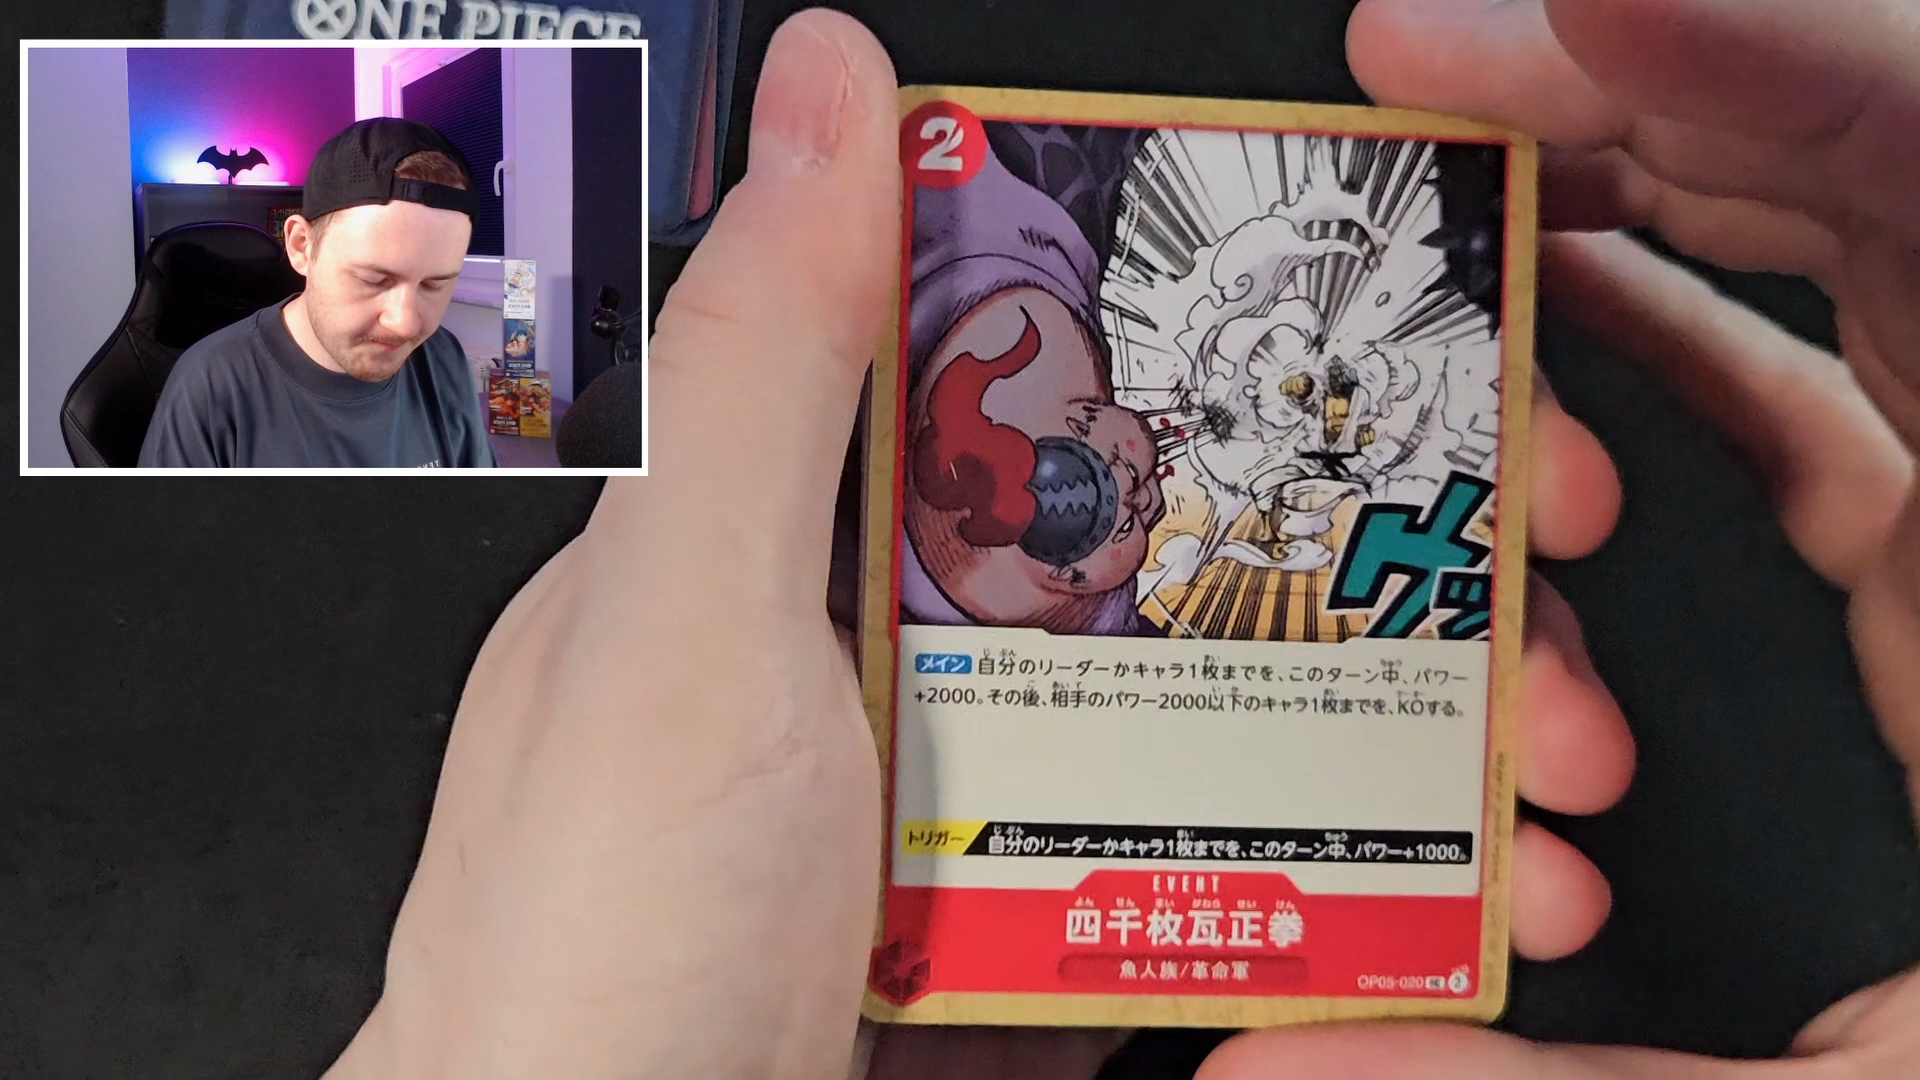 ONE PIECE
2
ワッ
メイン 自分のリーダーかキャラ1枚までを、このターン中、パワー
+2000。その後、相手のパワー2000以下のキャラ1枚までを、KOする。
トリガー 自分のリーダーかキャラ1枚までを、このターン中、パワー+1000。
EVENT
四千枚瓦正拳
魚人族/革命軍
OP05-020 UC 2